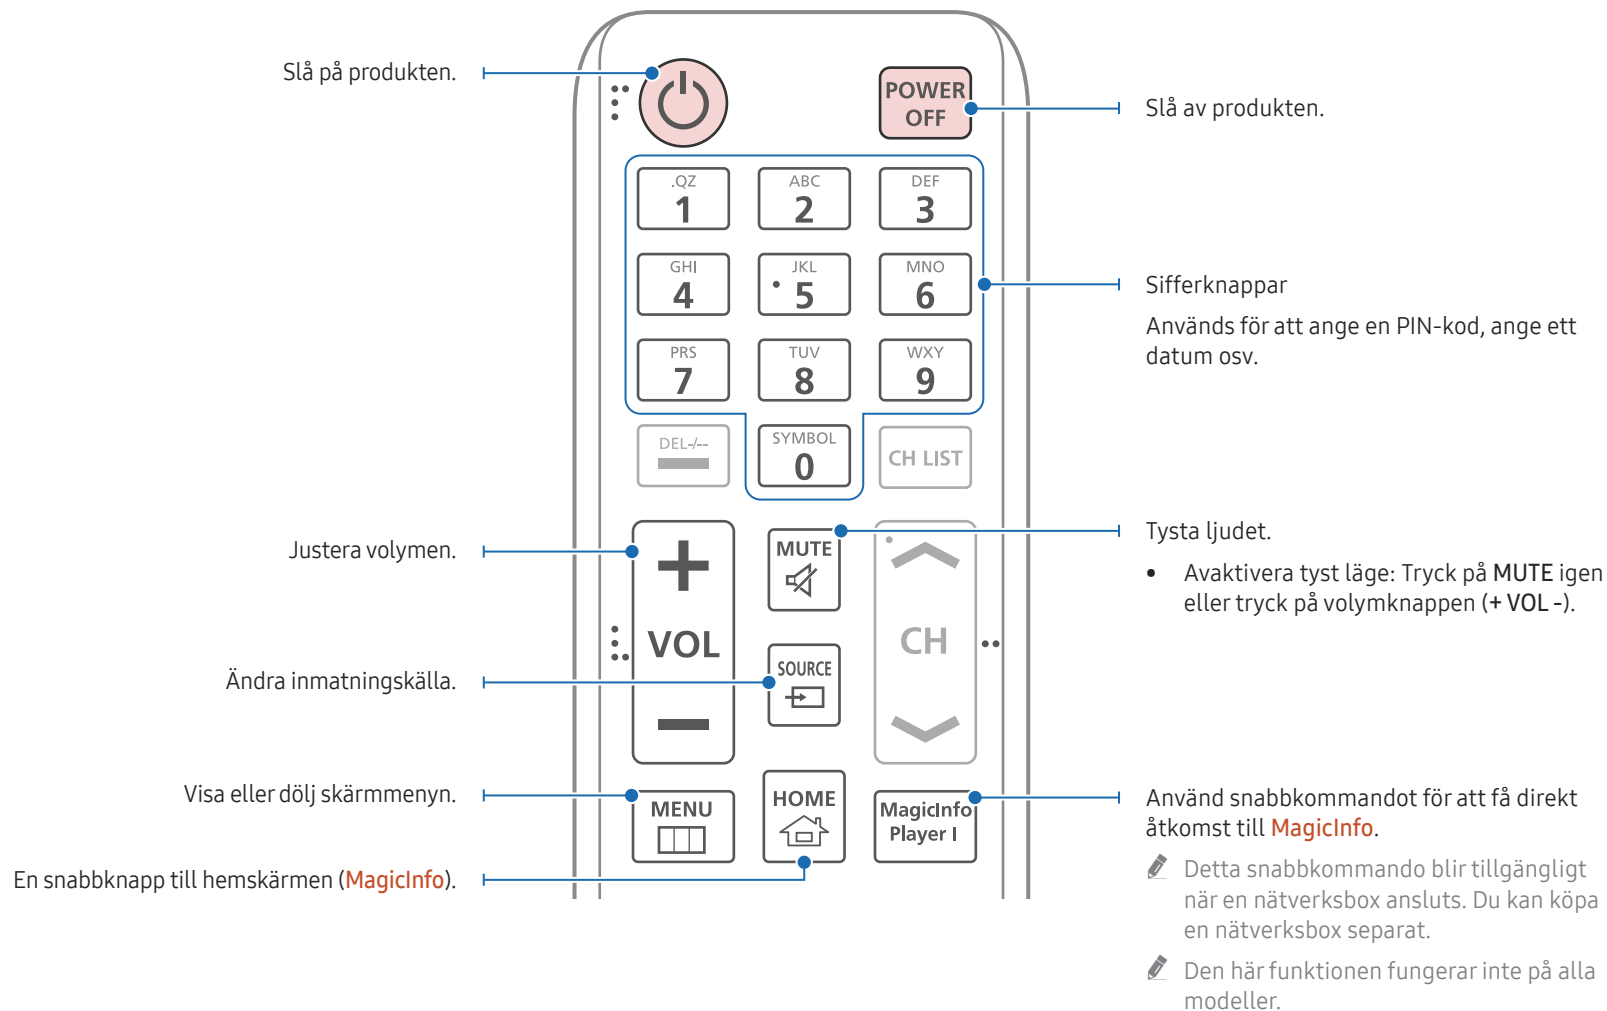 Slå på produkten.
POWER
OFF
Slå av produkten.
.QZ
1
ABC
2
DEF
3
GHI
4
JKL
5
MNO
6
Sifferknappar
Används för att ange en PIN-kod, ange ett
datum osv.
PRS
7
TUV
8
WXY
9
DEL-/--
SYMBOL
0
CH LIST
Justera volymen.
+
VOL
−
MUTE
Tysta ljudet.
• Avaktivera tyst läge: Tryck på MUTE igen
eller tryck på volymknappen (+ VOL -).
CH
Ändra inmatningskälla.
SOURCE
Visa eller dölj skärmmenyn.
MENU
HOME
MagicInfo
Player I
Använd snabbkommandot för att få direkt
åtkomst till MagicInfo.
En snabbknapp till hemskärmen (MagicInfo).
Detta snabbkommando blir tillgängligt
när en nätverksbox ansluts. Du kan köpa
en nätverksbox separat.
Den här funktionen fungerar inte på alla
modeller.